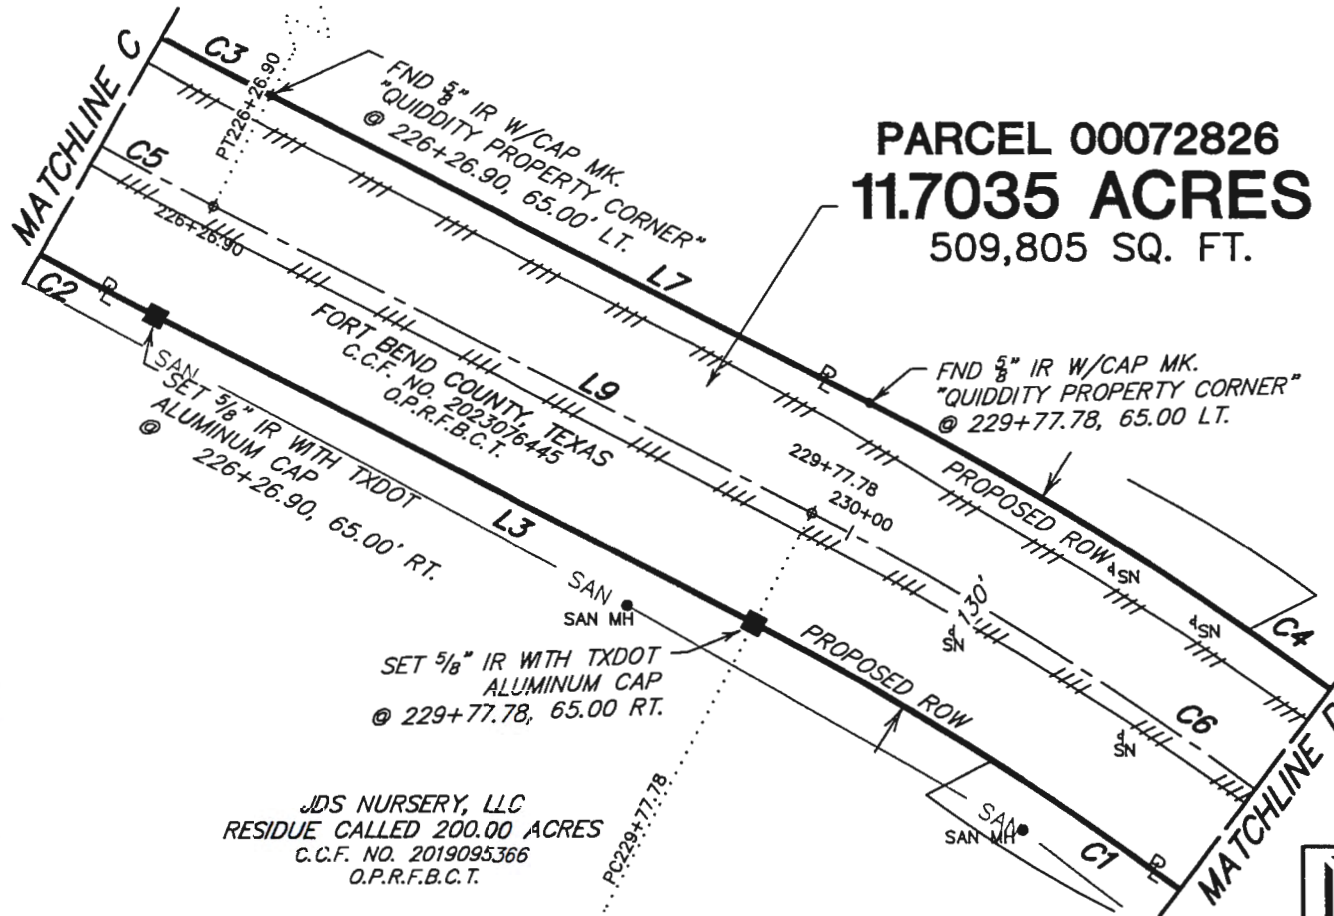 MATCHLINE C
C3
PT226+26.90
FND 5/8" IR W/CAP MK.
"QUIDDITY PROPERTY CORNER"
@ 226+26.90, 65.00' LT.
PARCEL 00072826
11.7035 ACRES
509,805 SQ. FT.
C5
226+26.90
L7
C2
PL
SAN
SET 5/8" IR WITH TXDOT
ALUMINUM CAP
@
226+26.90, 65.00' RT.
FORT BEND COUNTY, TEXAS
C.C.F. NO. 2023076445
O.P.R.F.B.C.T.
L9
PL
FND 5/8" IR W/CAP MK.
"QUIDDITY PROPERTY CORNER"
@ 229+77.78, 65.00 LT.
229+77.78
230+00
PROPOSED ROW
L3
SAN
SAN MH
130'
SN
SN
SN
SN
C4
SET 5/8" IR WITH TXDOT
ALUMINUM CAP
@ 229+77.78, 65.00 RT.
PROPOSED ROW
C6
PC229+77.78
JDS NURSERY, LLC
RESIDUE CALLED 200.00 ACRES
C.C.F. NO. 2019095366
O.P.R.F.B.C.T.
SAN
SAN MH
C1
PL
MATCHLINE